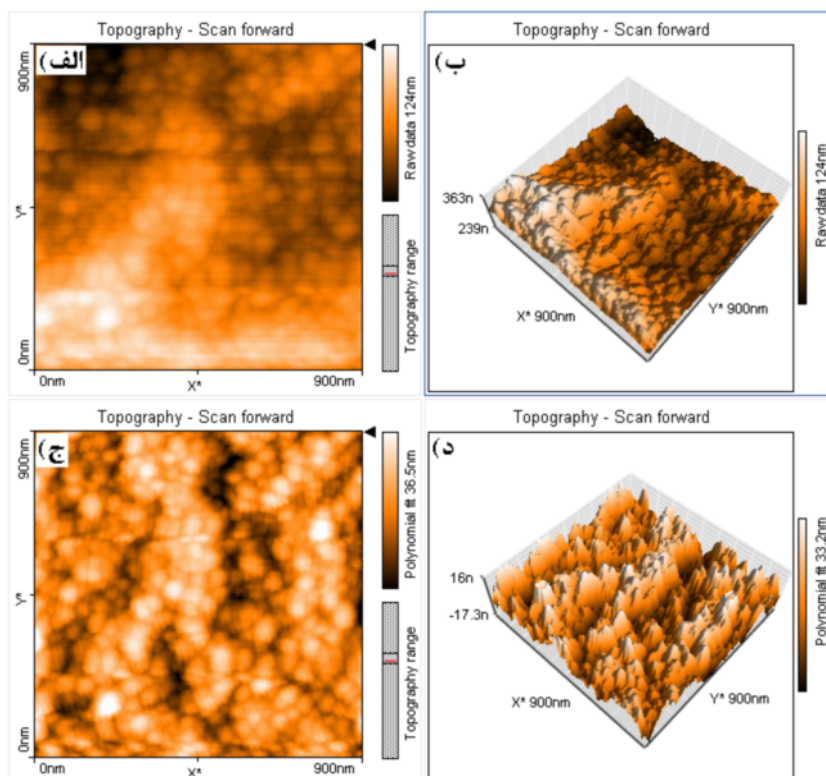 Topography - Scan forward
الف)
900nm
Y*
0nm
0nm
X*
900nm
Raw data 124nm
Topography range
Topography - Scan forward
ب)
363n
239n
X* 900nm
Y* 900nm
Raw data 124nm
Topography - Scan forward
ج)
900nm
Y*
0nm
0nm
X*
900nm
Polynomial fit 36.5nm
Topography range
Topography - Scan forward
د)
16n
-17.3n
X* 900nm
Y* 900nm
Polynomial fit 33.2nm